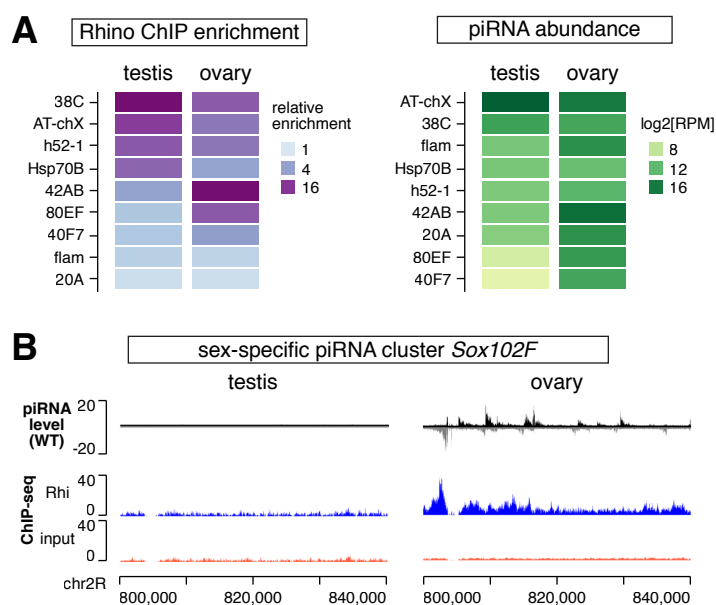 A
Rhino ChIP enrichment
piRNA abundance
testis ovary
testis ovary
38C
AT-chX
h52-1
Hsp70B
42AB
80EF
40F7
flam
20A
relative
enrichment
1
4
16
AT-chX
38C
flam
Hsp70B
h52-1
42AB
20A
80EF
40F7
log2[RPM]
8
12
16
B
sex-specific piRNA cluster Sox102F
testis
ovary
piRNA
level
(WT)
20
-20
ChIP-seq
Rhi
40
0
input
40
0
chr2R
800,000 820,000 840,000
800,000 820,000 840,000